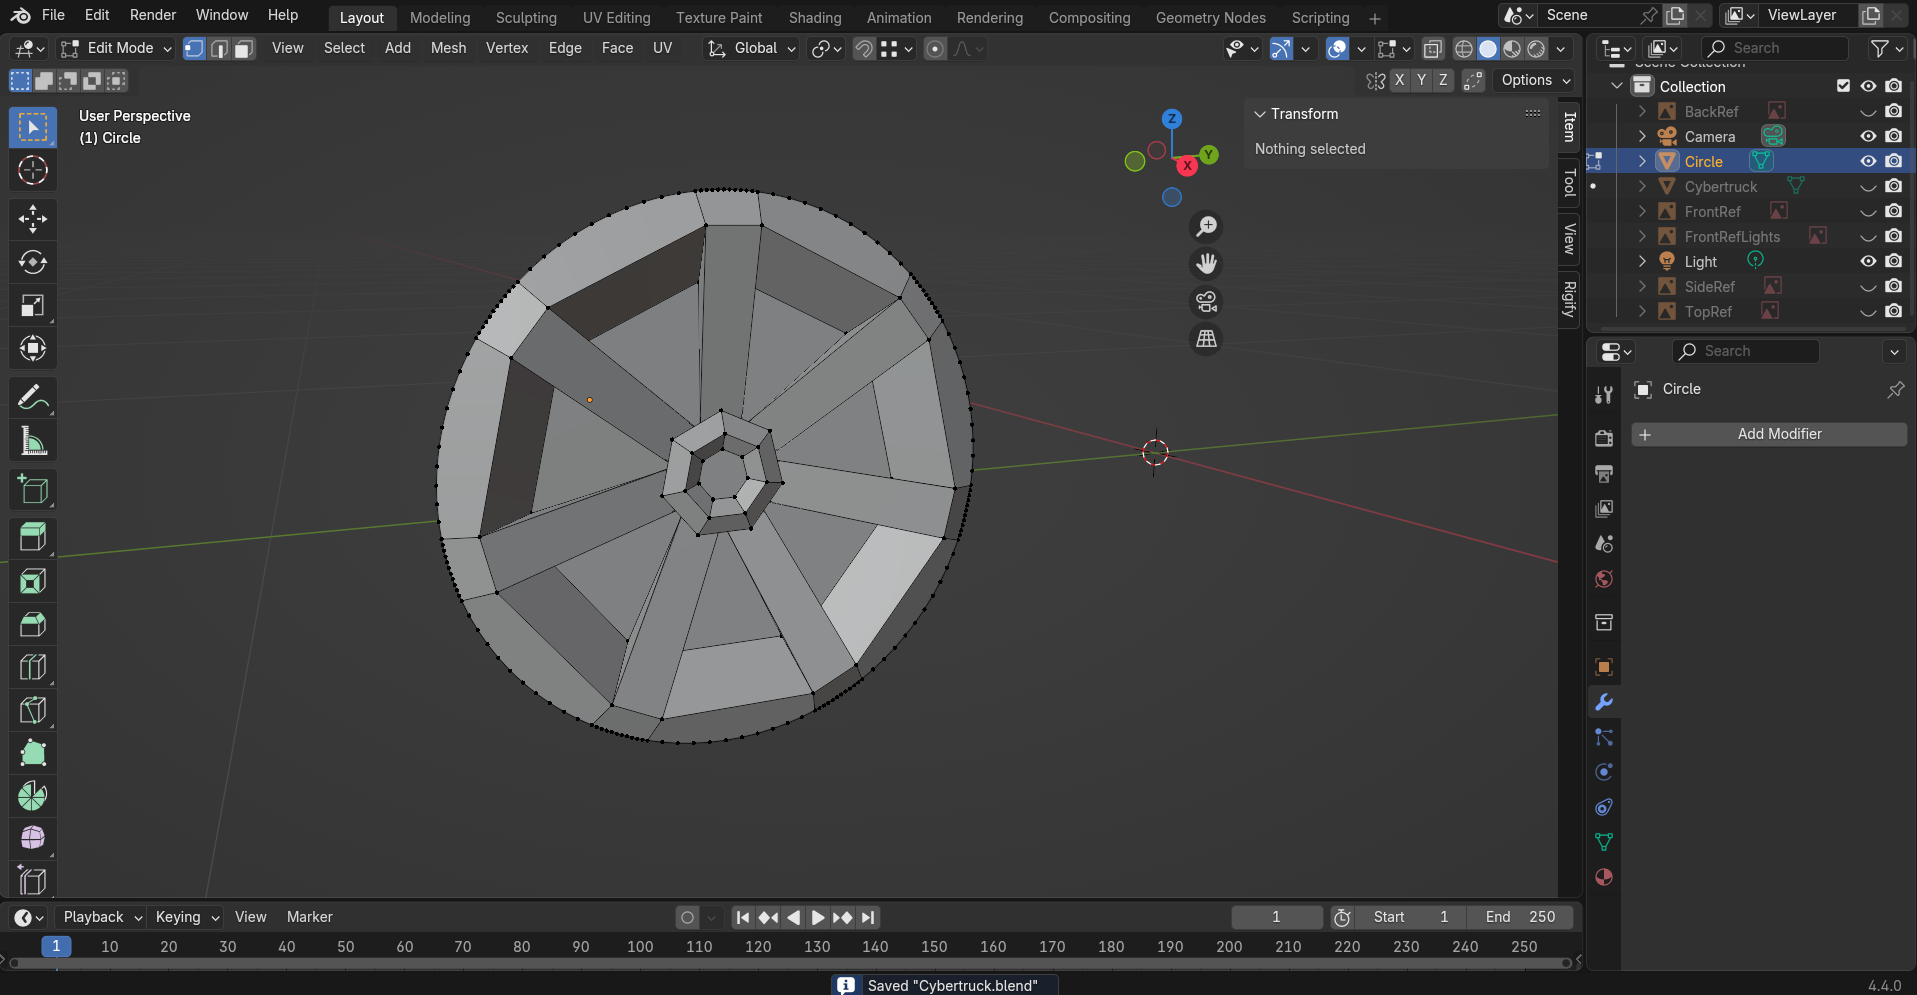 File Edit Render Window Help
Layout Modeling Sculpting UV Editing Texture Paint Shading Animation Rendering Compositing Geometry Nodes Scripting +
Scene
ViewLayer
Edit Mode
View Select Add Mesh Vertex Edge Face UV
Global
Search
X Y Z
Options
Scene Collection
Collection
BackRef
Camera
Circle
Cybertruck
FrontRef
FrontRefLights
Light
SideRef
TopRef
User Perspective
(1) Circle
Z
Y
X
Transform
Nothing selected
Item
Tool
View
Rigify
Search
Circle
+ Add Modifier
Playback Keying View Marker
1
Start 1
End 250
1 10 20 30 40 50 60 70 80 90 100 110 120 130 140 150 160 170 180 190 200 210 220 230 240 250
Saved "Cybertruck.blend"
4.4.0